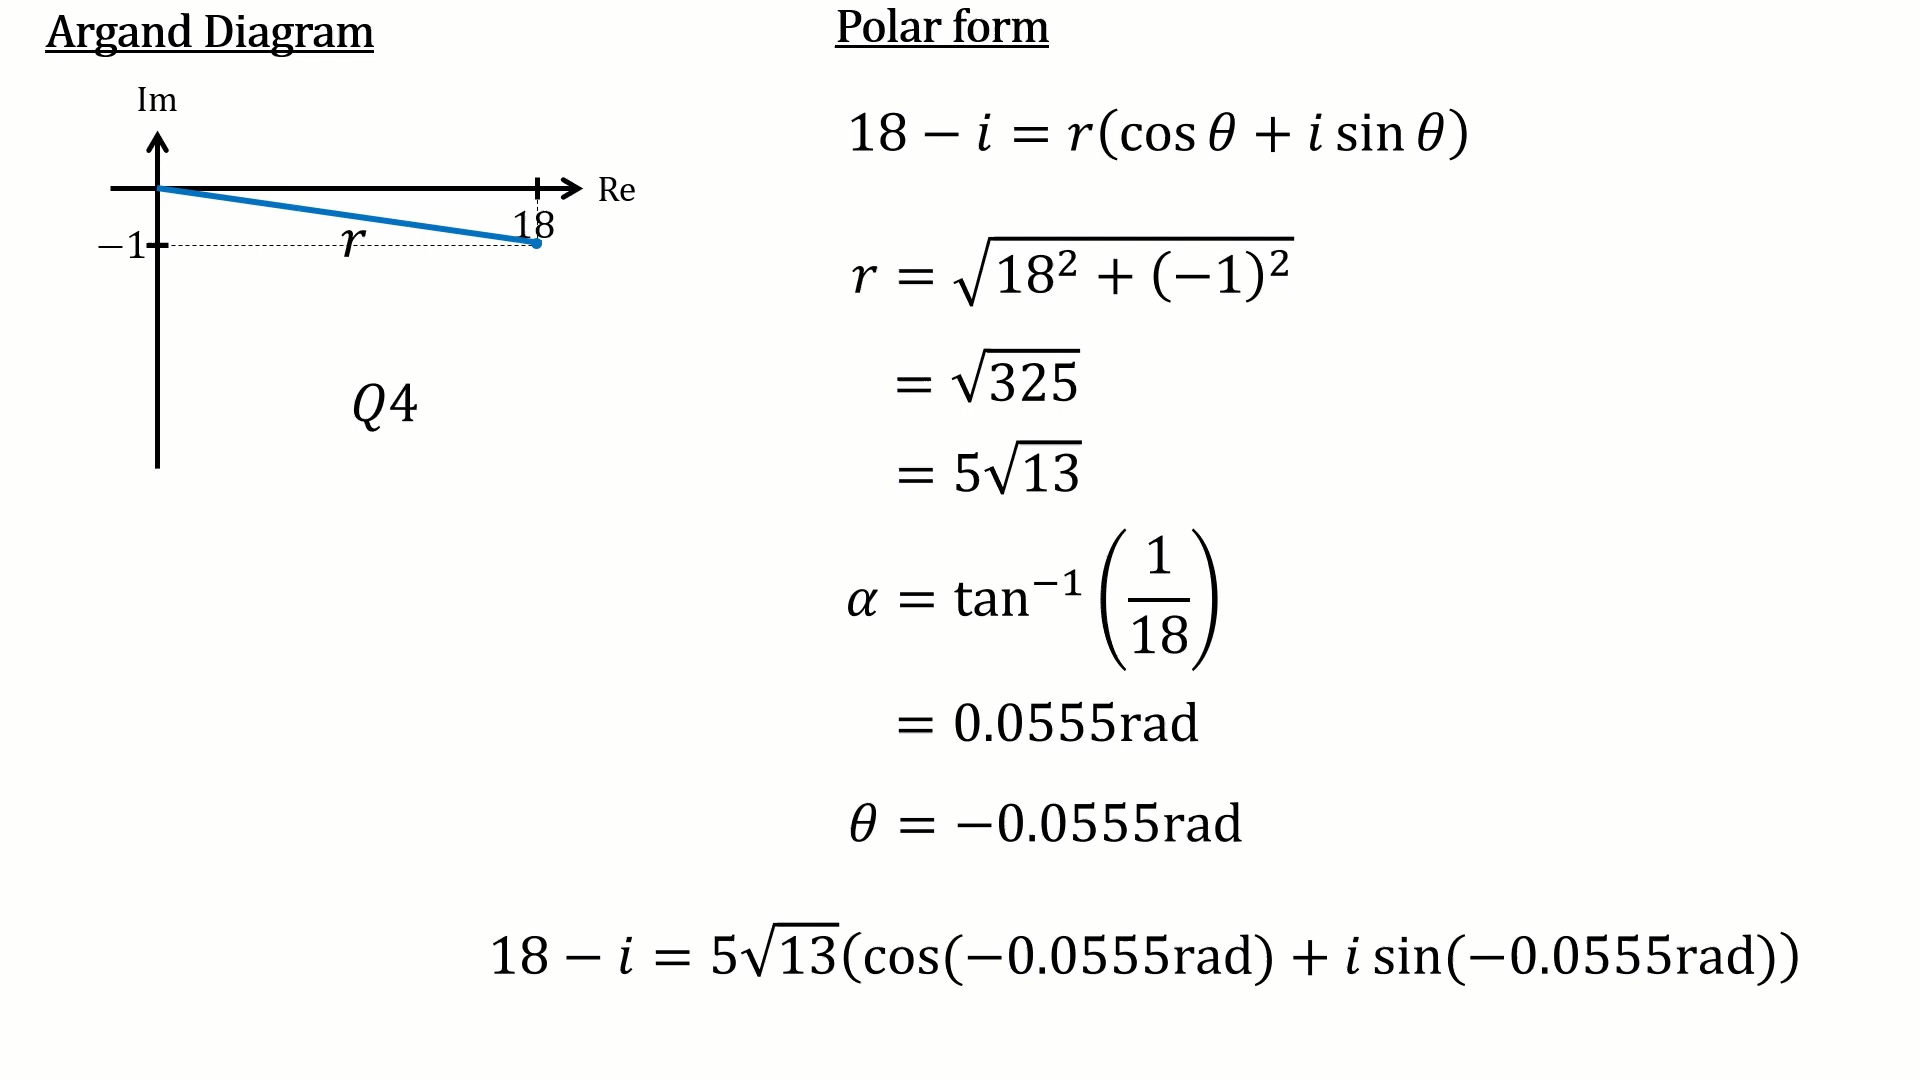 Argand Diagram
Im
Re
18
−1
r
Q4
Polar form
18 − i = r(cos θ + i sin θ)
r = √(18² + (−1)²)
= √325
= 5√13
α = tan⁻¹(1/18)
= 0.0555rad
θ = −0.0555rad
18 − i = 5√13(cos(−0.0555rad) + i sin(−0.0555rad))